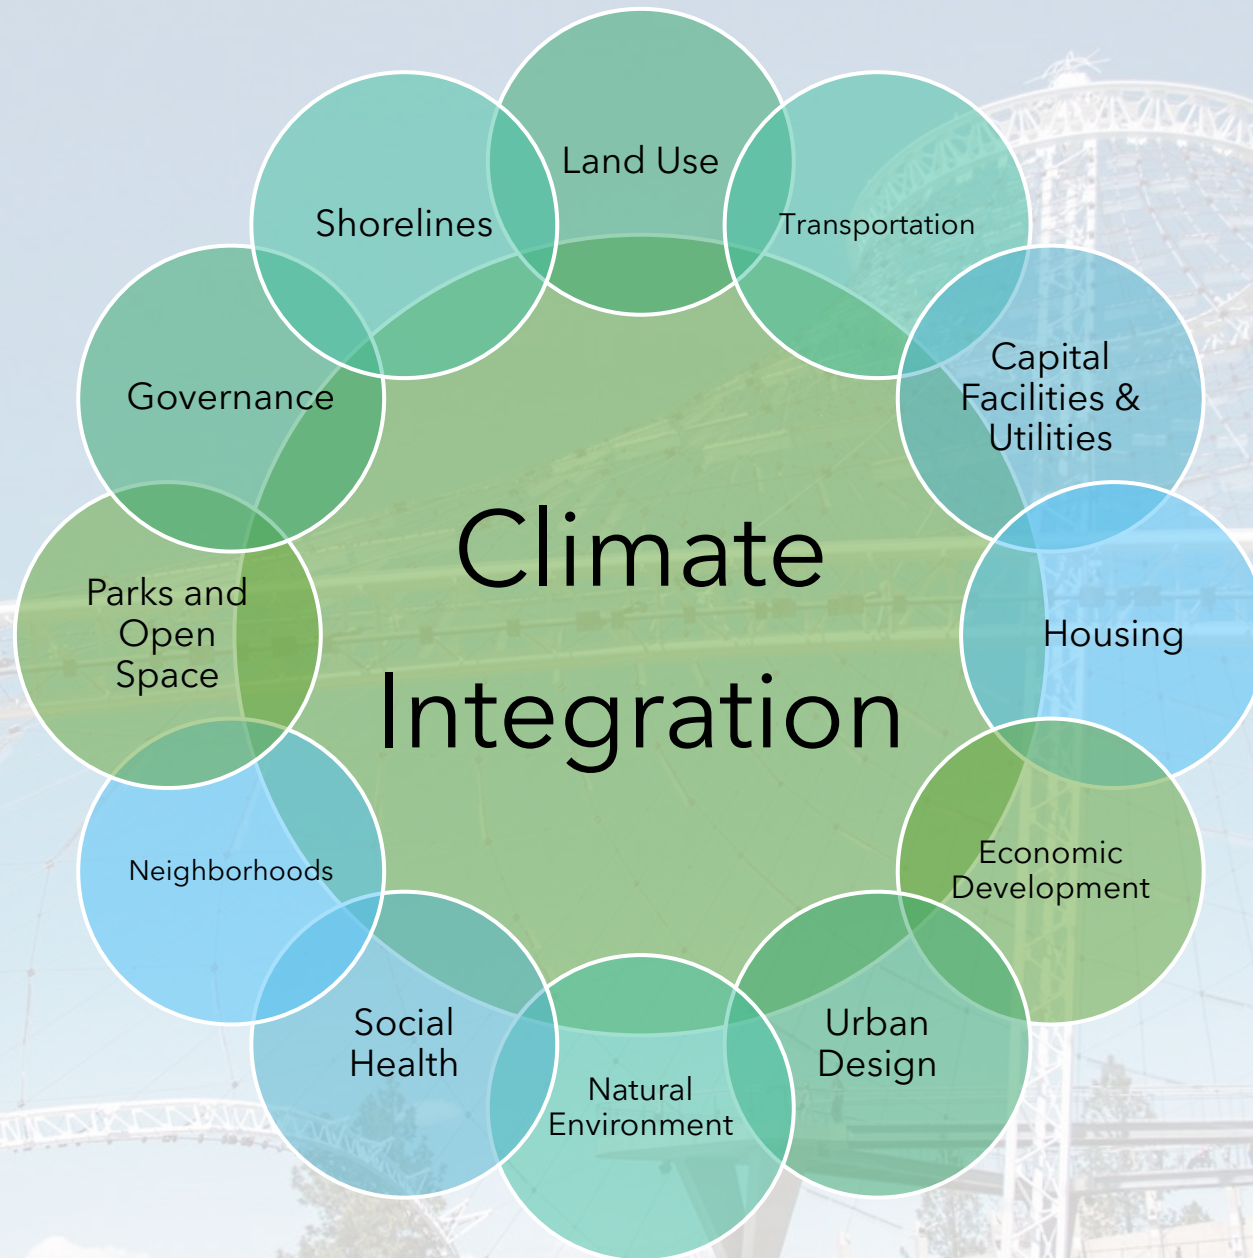 Land Use
Transportation
Capital
Facilities &
Utilities
Housing
Economic
Development
Urban
Design
Natural
Environment
Social
Health
Neighborhoods
Parks and
Open
Space
Governance
Shorelines
Climate
Integration